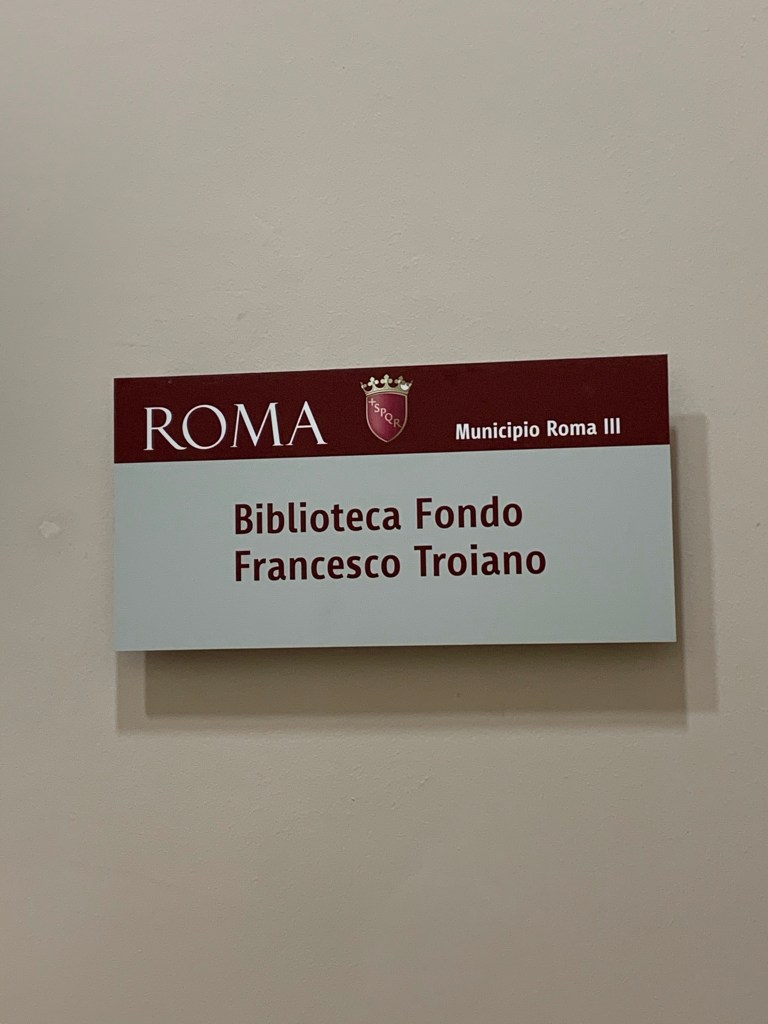 ROMA
SPQR
Municipio Roma III
Biblioteca Fondo
Francesco Troiano